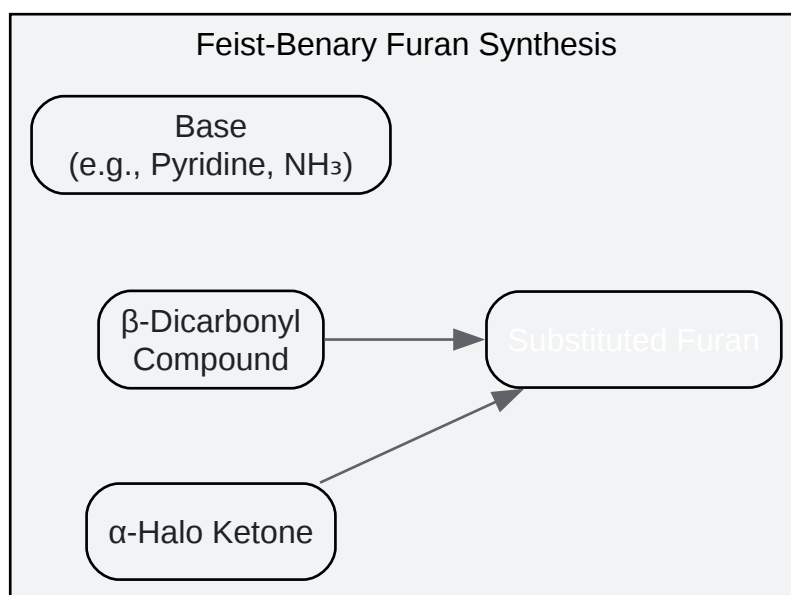 Feist-Benary Furan Synthesis
Base
(e.g., Pyridine, NH₃)
β-Dicarbonyl
Compound
Substituted Furan
α-Halo Ketone